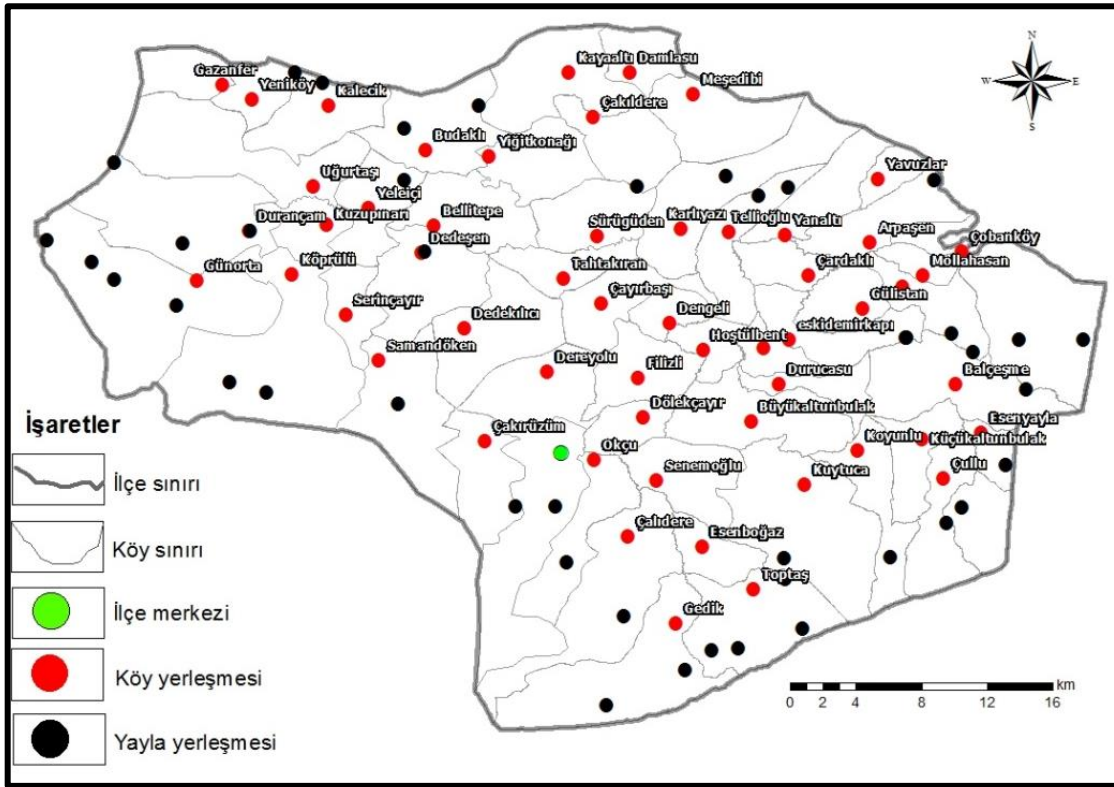 Kayaaltı Damlasu
Gazanfer
Yeniköy
Kalecik
Meşedibi
Çakıldere
Budaklı
Yiğitkonağı
Uğurtaşı
Yeleiçi
Yavuzlar
Durançam
Kuzupınarı
Bellitepe
Sürügüden
Karlıyazı
Tellioğlu
Yanaltı
Arpaşen
Çobanköy
Dedeşen
Günorta
Köprülü
Tahtakıran
Çardaklı
Mollahasan
Gülistan
Serinçayır
Çayırbaşı
Dengeli
Dedekılıcı
Hoştülbent
eskidemirkapı
Samandöken
Dereyolu
Filizli
Durucasu
Balçeşme
Dölekçayır
Büyükaltunbulak
Esenyayla
Çakırüzüm
Okçu
Koyunlu
Küçükaltunbulak
Senemoğlu
Kuytuca
Çullu
Çalıdere
Esenboğaz
Toptaş
Gedik
N
W
E
S
İşaretler
İlçe sınırı
Köy sınırı
İlçe merkezi
Köy yerleşmesi
Yayla yerleşmesi
km
0 2 4 8 12 16